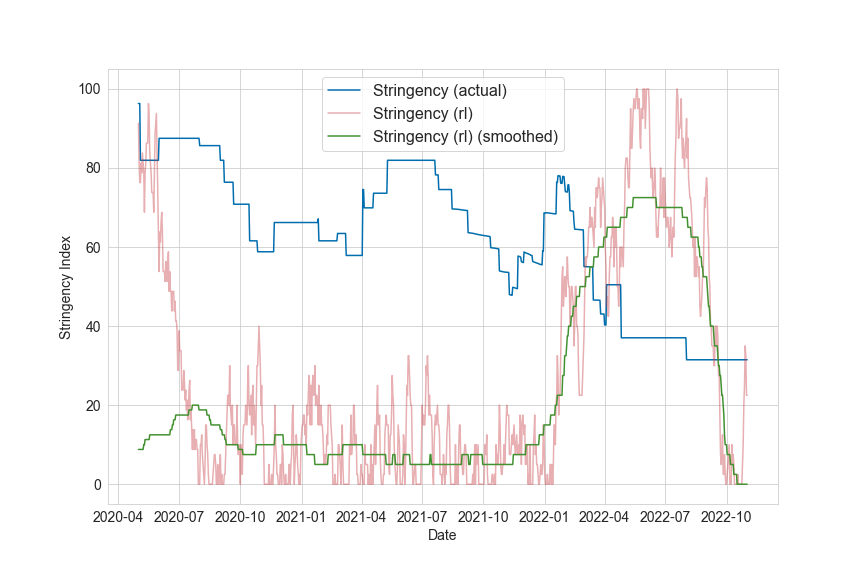 Stringency (actual)
Stringency (rl)
Stringency (rl) (smoothed)
100
80
60
40
20
0
Stringency Index
2020-04 2020-07 2020-10 2021-01 2021-04 2021-07 2021-10 2022-01 2022-04 2022-07 2022-10
Date